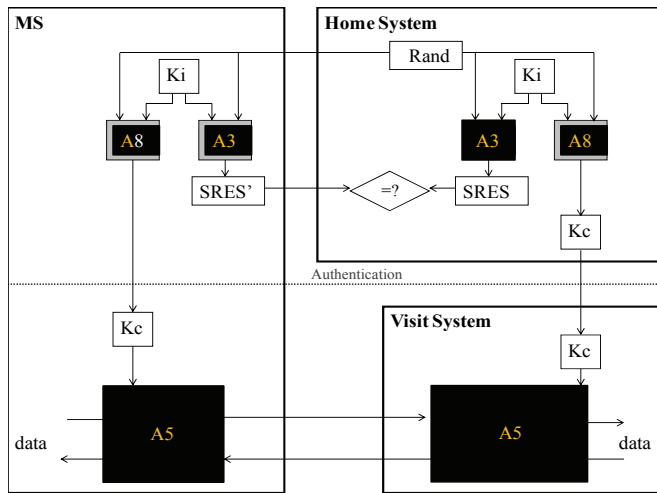 MS
Home System
Rand
Ki
Ki
A8
A3
A3
A8
SRES’
=?
SRES
Kc
Authentication
Visit System
Kc
Kc
A5
A5
data
data